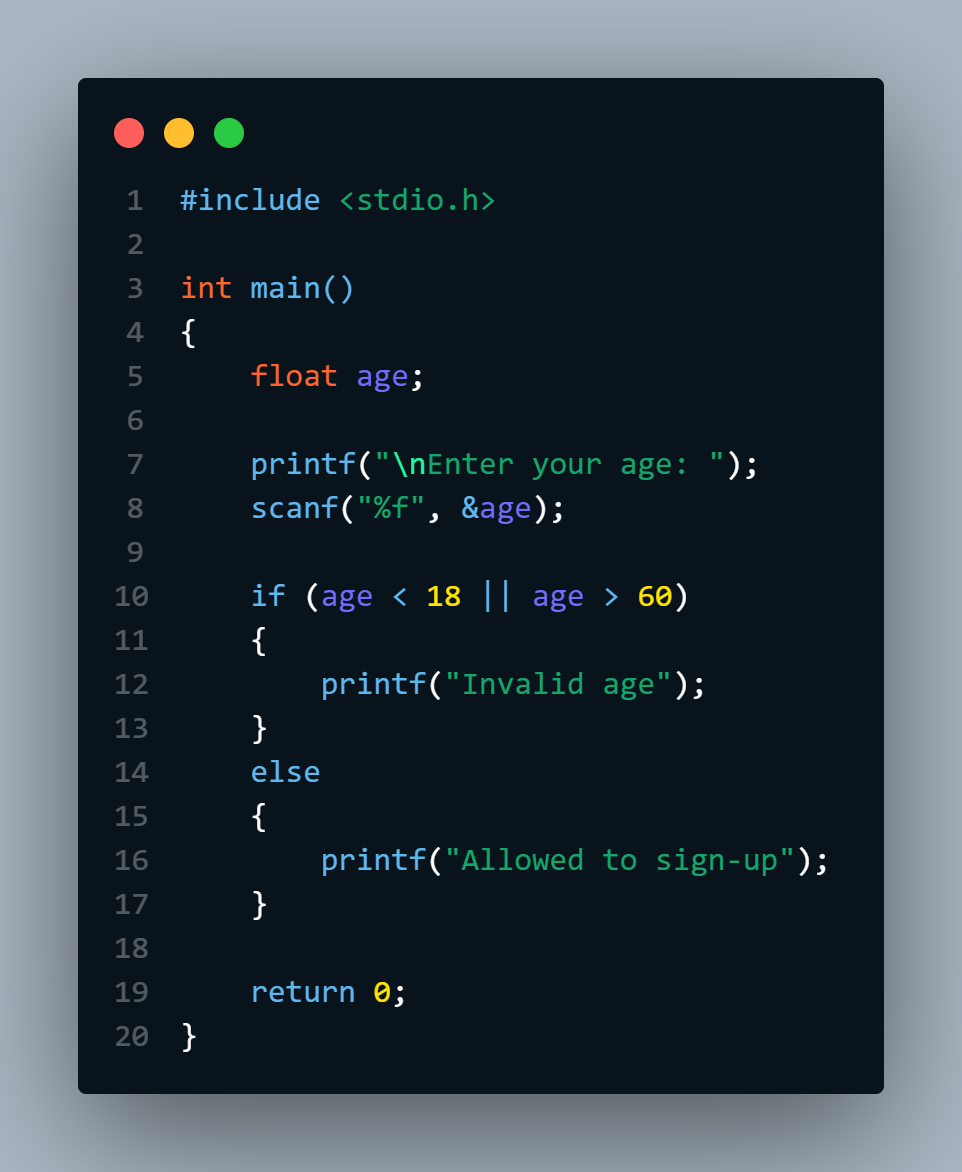 1 #include <stdio.h>
2
3 int main()
4 {
5     float age;
6
7     printf("\nEnter your age: ");
8     scanf("%f", &age);
9
10     if (age < 18 || age > 60)
11     {
12         printf("Invalid age");
13     }
14     else
15     {
16         printf("Allowed to sign-up");
17     }
18
19     return 0;
20 }